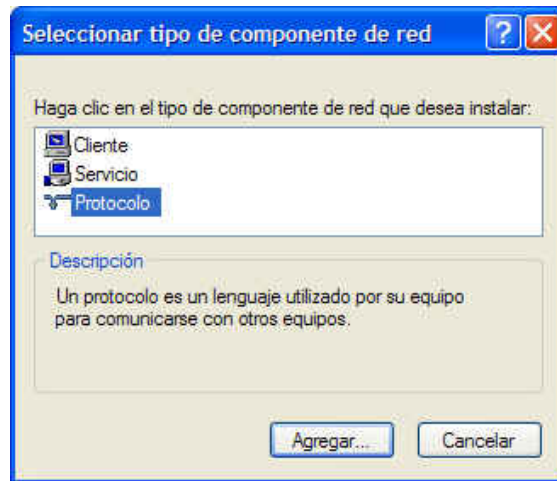 Seleccionar tipo de componente de red
Haga clic en el tipo de componente de red que desea instalar:
Cliente
Servicio
Protocolo
Descripción
Un protocolo es un lenguaje utilizado por su equipo
para comunicarse con otros equipos.
Agregar...
Cancelar